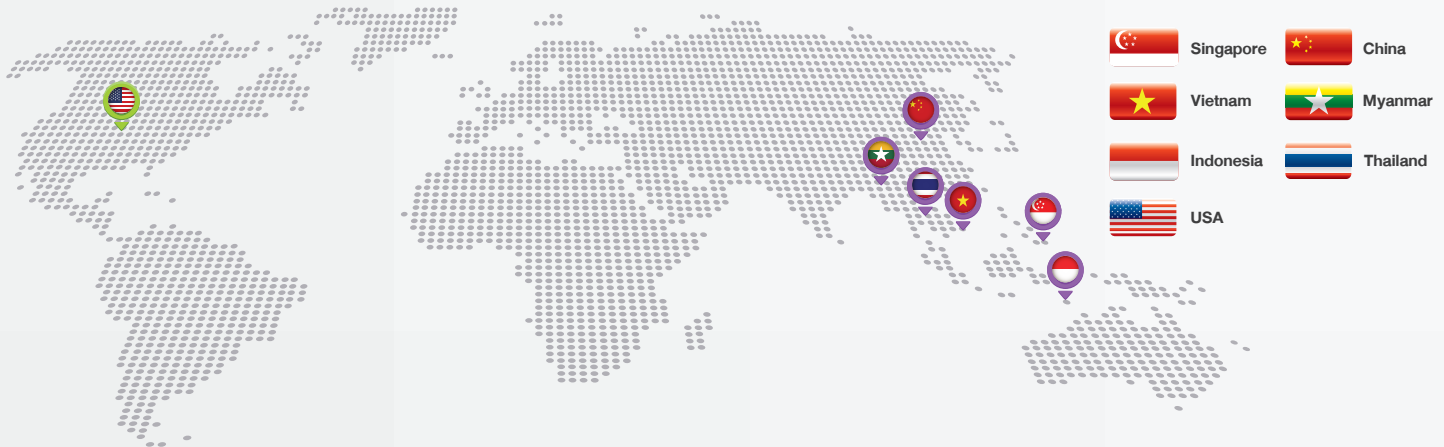 Singapore
China
Vietnam
Myanmar
Indonesia
Thailand
USA